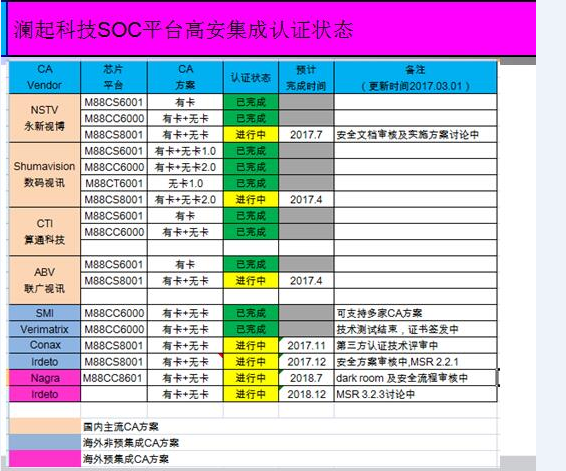 澜起科技SOC平台高安集成认证状态
CA Vendor 芯片平台 CA方案 认证状态 预计完成时间 备注（更新时间2017.03.01）
NSTV 永新视博 M88CS6001 有卡 已完成
M88CC6000 有卡+无卡 已完成
M88CS8001 有卡+无卡 进行中 2017.7 安全文档审核及实施方案讨论中
Shumavision 数码视讯 M88CS6001 有卡+无卡1.0 已完成
M88CC6000 有卡+无卡2.0 已完成
M88CT6001 无卡1.0 已完成
M88CS8001 有卡+无卡2.0 进行中 2017.4
CTI 算通科技 M88CS6001 有卡 已完成
M88CC6000 有卡+无卡 已完成
ABV 联广视讯 M88CS6001 有卡 已完成
M88CS8001 有卡+无卡 进行中 2017.4
SMI M88CC6000 有卡+无卡 已完成 可支持多家CA方案
Verimatrix M88CC6000 有卡+无卡 已完成 技术测试结束，证书签发中
Conax M88CS8001 有卡+无卡 进行中 2017.11 第三方认证技术评审中
Irdeto M88CS8001 有卡+无卡 进行中 2017.12 安全方案审核中,MSR 2.2.1
Nagra M88CC8601 有卡+无卡 进行中 2018.7 dark room 及安全流程审核中
Irdeto 有卡+无卡 进行中 2018.12 MSR 3.2.3讨论中
国内主流CA方案
海外非预集成CA方案
海外预集成CA方案